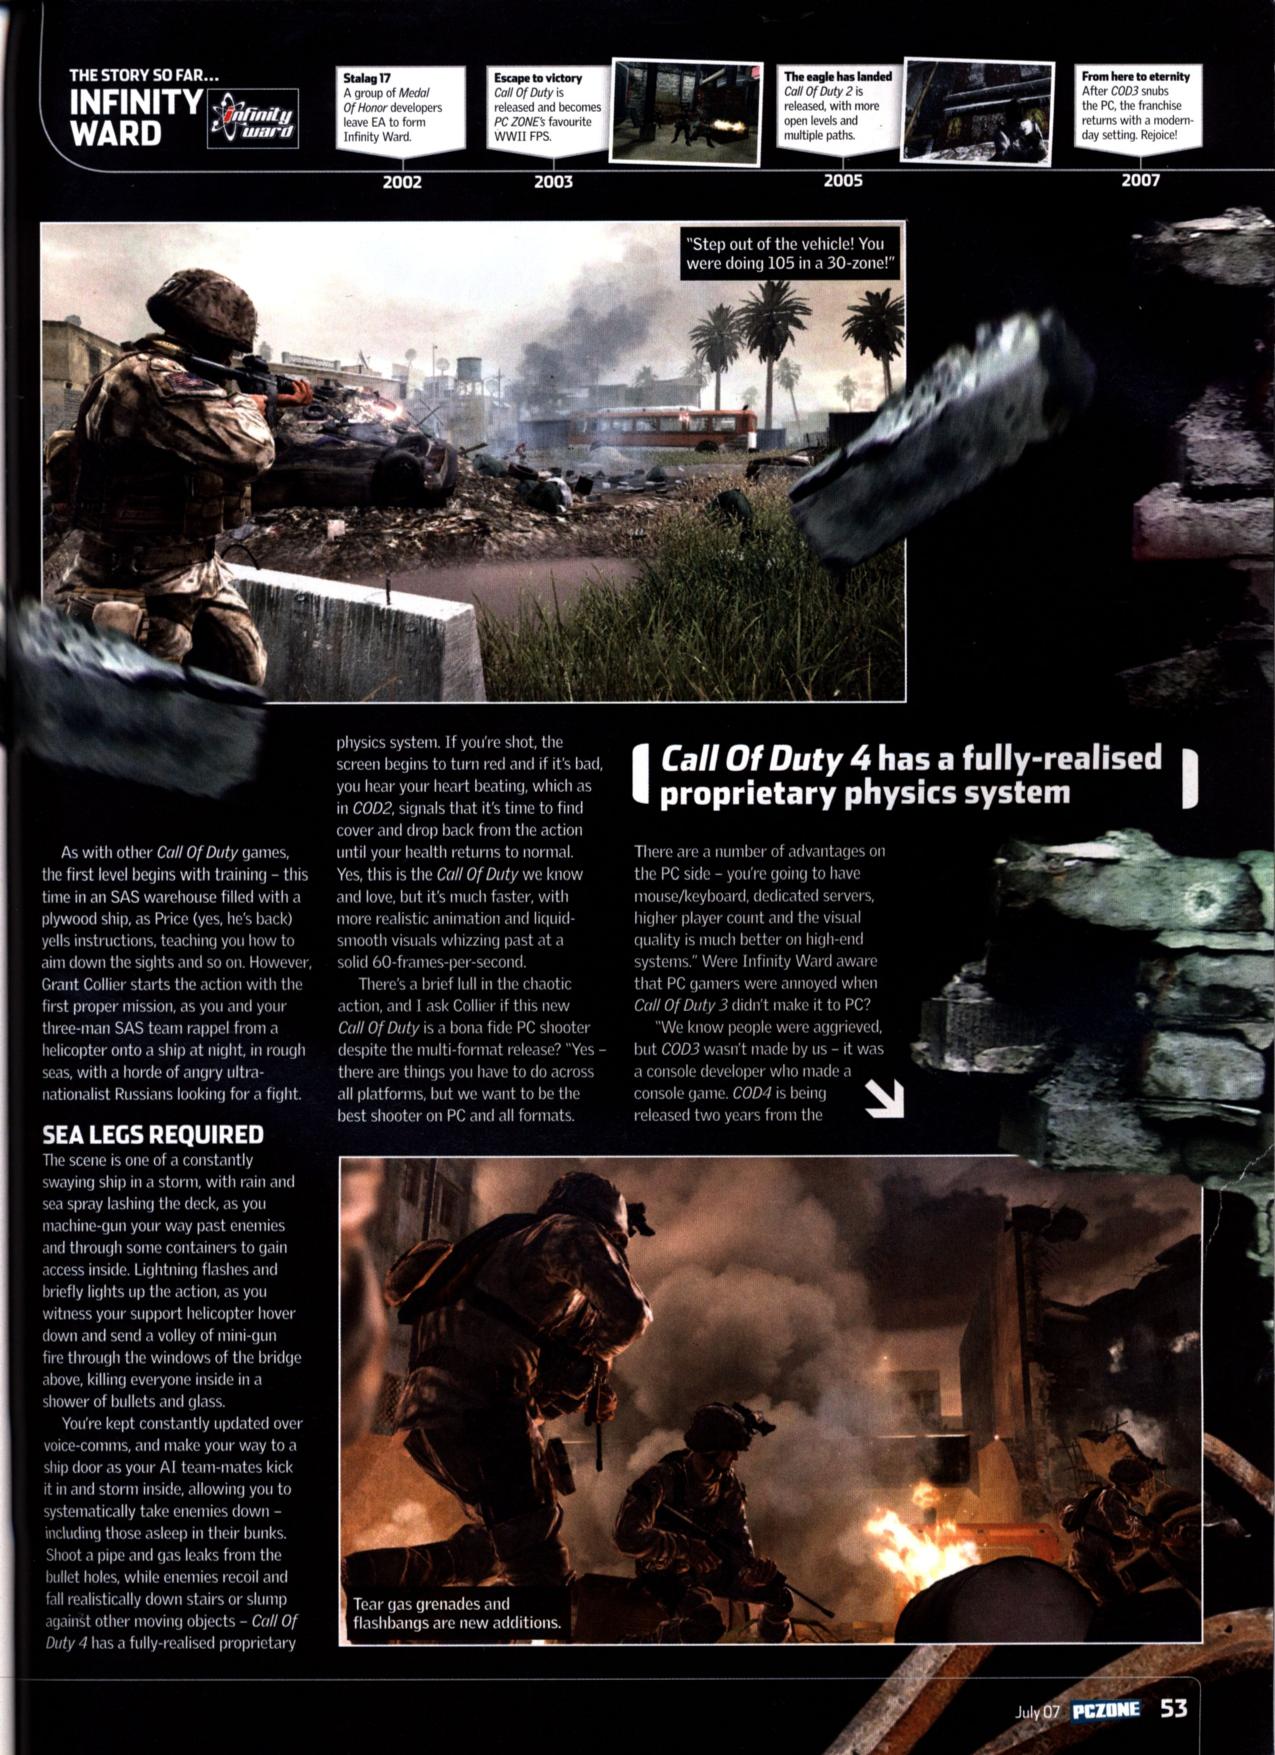 THE STORY SO FAR...
INFINITY
WARD
infinity
ward
Stalag 17
A group of Medal
Of Honor developers
leave EA to form
Infinity Ward.
2002
Escape to victory
Call Of Duty is
released and becomes
PC ZONE's favourite
WWII FPS.
2003
The eagle has landed
Call Of Duty 2 is
released, with more
open levels and
multiple paths.
2005
From here to eternity
After COD3 snubs
the PC, the franchise
returns with a modern-
day setting. Rejoice!
2007
"Step out of the vehicle! You
were doing 105 in a 30-zone!"
As with other Call Of Duty games,
the first level begins with training – this
time in an SAS warehouse filled with a
plywood ship, as Price (yes, he's back)
yells instructions, teaching you how to
aim down the sights and so on. However,
Grant Collier starts the action with the
first proper mission, as you and your
three-man SAS team rappel from a
helicopter onto a ship at night, in rough
seas, with a horde of angry ultra-
nationalist Russians looking for a fight.
SEA LEGS REQUIRED
The scene is one of a constantly
swaying ship in a storm, with rain and
sea spray lashing the deck, as you
machine-gun your way past enemies
and through some containers to gain
access inside. Lightning flashes and
briefly lights up the action, as you
witness your support helicopter hover
down and send a volley of mini-gun
fire through the windows of the bridge
above, killing everyone inside in a
shower of bullets and glass.
You're kept constantly updated over
voice-comms, and make your way to a
ship door as your AI team-mates kick
it in and storm inside, allowing you to
systematically take enemies down –
including those asleep in their bunks.
Shoot a pipe and gas leaks from the
bullet holes, while enemies recoil and
fall realistically down stairs or slump
against other moving objects – Call Of
Duty 4 has a fully-realised proprietary
physics system. If you're shot, the
screen begins to turn red and if it's bad,
you hear your heart beating, which as
in COD2, signals that it's time to find
cover and drop back from the action
until your health returns to normal.
Yes, this is the Call Of Duty we know
and love, but it's much faster, with
more realistic animation and liquid-
smooth visuals whizzing past at a
solid 60-frames-per-second.
There's a brief lull in the chaotic
action, and I ask Collier if this new
Call Of Duty is a bona fide PC shooter
despite the multi-format release? "Yes –
there are things you have to do across
all platforms, but we want to be the
best shooter on PC and all formats.
Call Of Duty 4 has a fully-realised
proprietary physics system
There are a number of advantages on
the PC side – you're going to have
mouse/keyboard, dedicated servers,
higher player count and the visual
quality is much better on high-end
systems." Were Infinity Ward aware
that PC gamers were annoyed when
Call Of Duty 3 didn't make it to PC?
"We know people were aggrieved,
but COD3 wasn't made by us – it was
a console developer who made a
console game. COD4 is being
released two years from the
Tear gas grenades and
flashbangs are new additions.
July 07 PCZONE 53